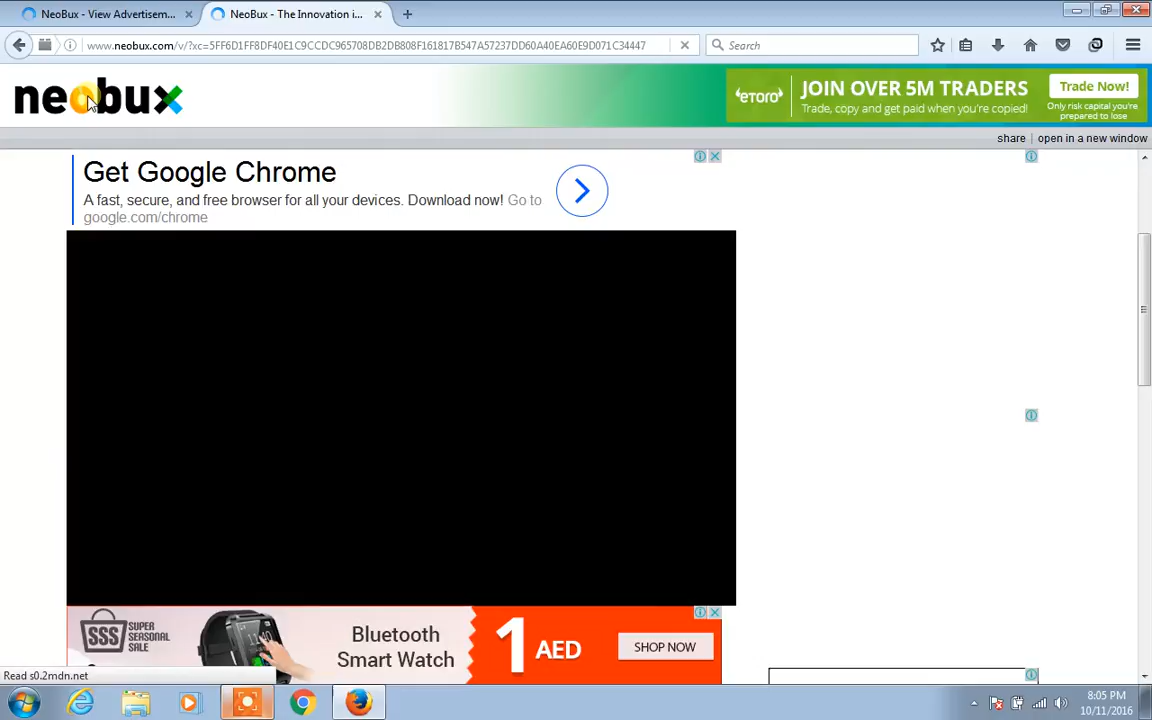 NeoBux - View Advertisem...
NeoBux - The Innovation i...
www.neobux.com/v/?xc=5FF6D1FF8DF40E1C9CCDC965708DB2DB808F161817B547A57237DD60A40EA60E9D071C34447
Search
neobux
eTORO
JOIN OVER 5M TRADERS
Trade, copy and get paid when you're copied!
Trade Now!
Only risk capital you're
prepared to lose
share | open in a new window
Get Google Chrome
A fast, secure, and free browser for all your devices. Download now! Go to
google.com/chrome
SSS
SUPER
SEASONAL
SALE
11:40
Bluetooth
Smart Watch
1 AED
SHOP NOW
Read s0.2mdn.net
8:05 PM
10/11/2016